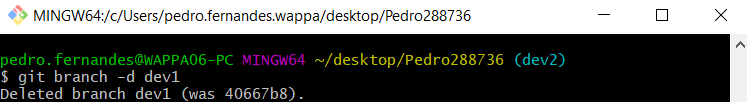 MINGW64:/c/Users/pedro.fernandes.wappa/desktop/Pedro288736
pedro.fernandes@WAPPA06-PC MINGW64 ~/desktop/Pedro288736 (dev2)
$ git branch -d dev1
Deleted branch dev1 (was 40667b8).